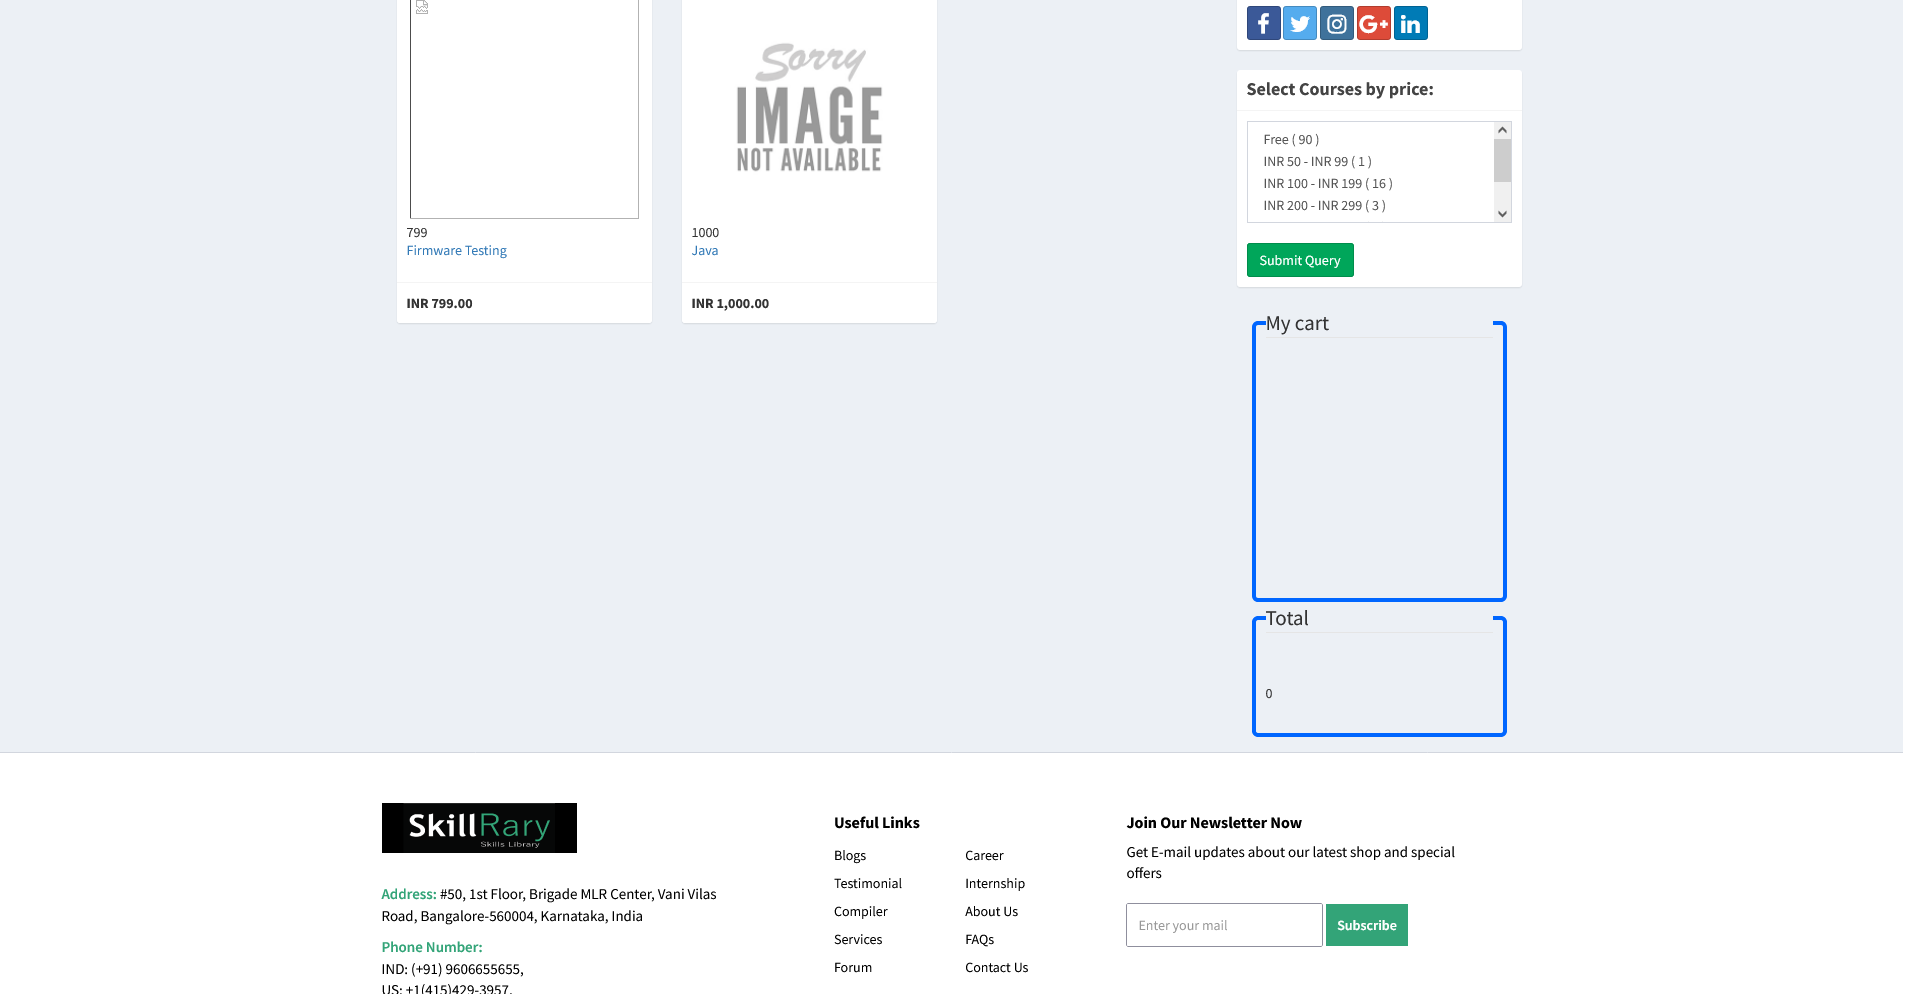 Sorry
IMAGE
NOT AVAILABLE
799
Firmware Testing
INR 799.00
1000
Java
INR 1,000.00
Select Courses by price:
Free ( 90 )
INR 50 - INR 99 ( 1 )
INR 100 - INR 199 ( 16 )
INR 200 - INR 299 ( 3 )
Submit Query
My cart
Total
0
SkillRary
Skills Library
Address: #50, 1st Floor, Brigade MLR Center, Vani Vilas
Road, Bangalore-560004, Karnataka, India
Phone Number:
IND: (+91) 9606655655,
US: +1(415)429-3957.
Useful Links
Blogs
Testimonial
Compiler
Services
Forum
Career
Internship
About Us
FAQs
Contact Us
Join Our Newsletter Now
Get E-mail updates about our latest shop and special
offers
Enter your mail
Subscribe